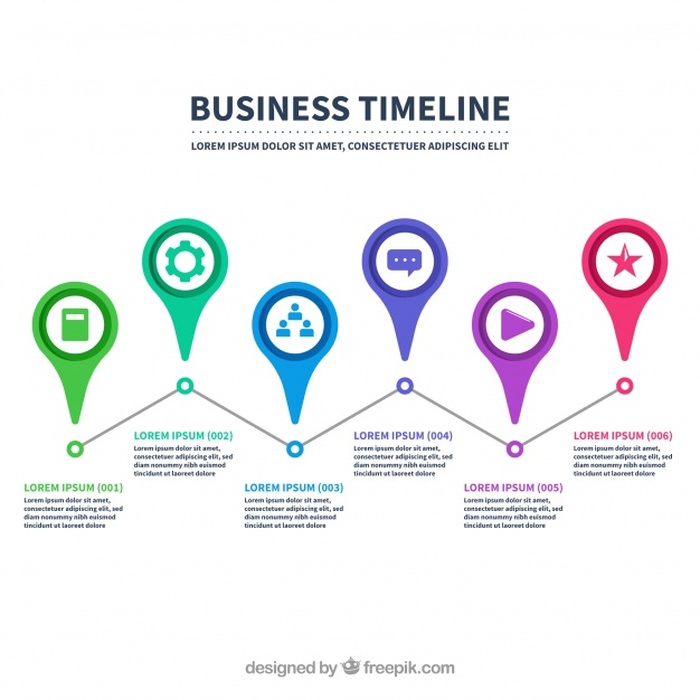 BUSINESS TIMELINE
LOREM IPSUM DOLOR SIT AMET, CONSECTETUER ADIPISCING ELIT
LOREM IPSUM (001)
Lorem ipsum dolor sit amet,
consectetuer adipiscing elit, sed
diam nonummy nibh euismod
tincidunt ut laoreet dolore
LOREM IPSUM (002)
Lorem ipsum dolor sit amet,
consectetuer adipiscing elit, sed
diam nonummy nibh euismod
tincidunt ut laoreet dolore
LOREM IPSUM (003)
Lorem ipsum dolor sit amet,
consectetuer adipiscing elit, sed
diam nonummy nibh euismod
tincidunt ut laoreet dolore
LOREM IPSUM (004)
Lorem ipsum dolor sit amet,
consectetuer adipiscing elit, sed
diam nonummy nibh euismod
tincidunt ut laoreet dolore
LOREM IPSUM (005)
Lorem ipsum dolor sit amet,
consectetuer adipiscing elit, sed
diam nonummy nibh euismod
tincidunt ut laoreet dolore
LOREM IPSUM (006)
Lorem ipsum dolor sit amet,
consectetuer adipiscing elit, sed
diam nonummy nibh euismod
tincidunt ut laoreet dolore
designed by freepik.com